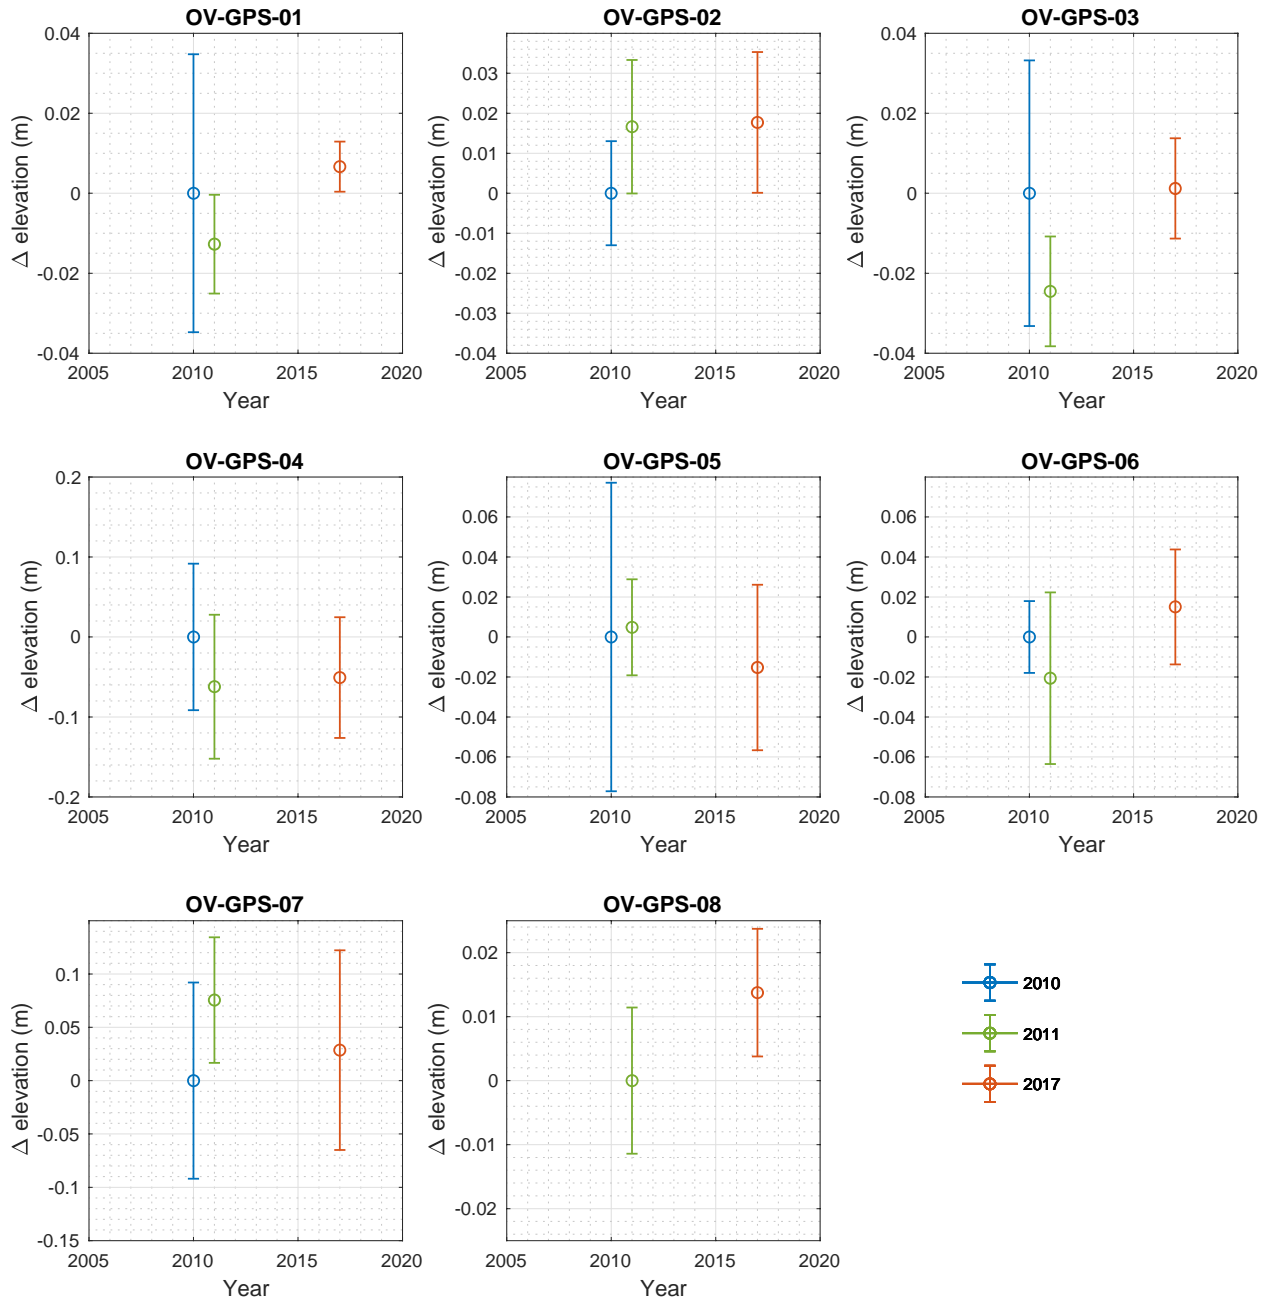 OV-GPS-01
0.04
0.02
0
-0.02
-0.04
Δ elevation (m)
2005 2010 2015 2020
Year
OV-GPS-02
0.03
0.02
0.01
0
-0.01
-0.02
-0.03
-0.04
Δ elevation (m)
2005 2010 2015 2020
Year
OV-GPS-03
0.04
0.02
0
-0.02
-0.04
Δ elevation (m)
2005 2010 2015 2020
Year
OV-GPS-04
0.2
0.1
0
-0.1
-0.2
Δ elevation (m)
2005 2010 2015 2020
Year
OV-GPS-05
0.06
0.04
0.02
0
-0.02
-0.04
-0.06
-0.08
Δ elevation (m)
2005 2010 2015 2020
Year
OV-GPS-06
0.06
0.04
0.02
0
-0.02
-0.04
-0.06
-0.08
Δ elevation (m)
2005 2010 2015 2020
Year
OV-GPS-07
0.1
0.05
0
-0.05
-0.1
-0.15
Δ elevation (m)
2005 2010 2015 2020
Year
OV-GPS-08
0.02
0.01
0
-0.01
-0.02
Δ elevation (m)
2005 2010 2015 2020
Year
2010
2011
2017